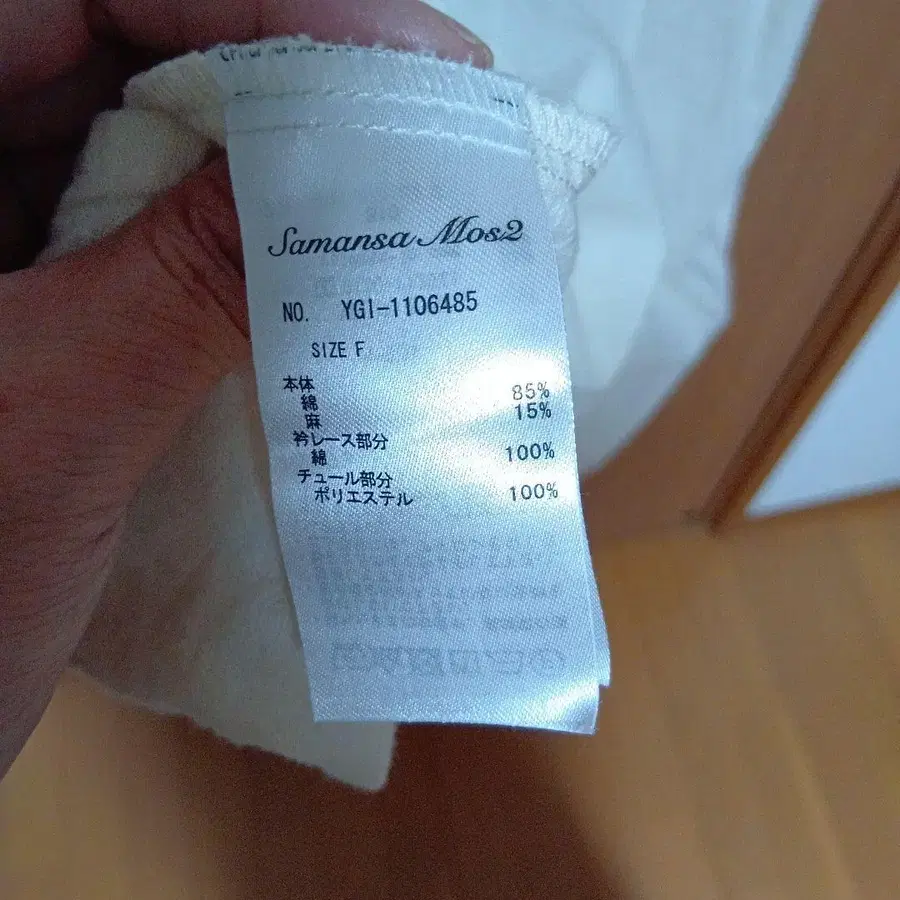 Samansa Mos2
NO. YGI-1106485
SIZE F
本体
綿 85%
麻 15%
衿レース部分
綿 100%
チュール部分
ポリエステル 100%